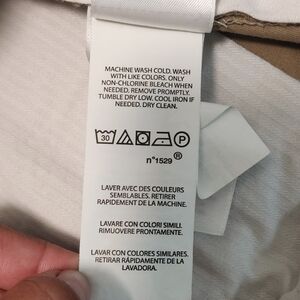 MACHINE WASH COLD. WASH
WITH LIKE COLORS. ONLY
NON-CHLORINE BLEACH WHEN
NEEDED. REMOVE PROMPTLY.
TUMBLE DRY LOW. COOL IRON IF
NEEDED. DRY CLEAN.
30 P
n°1529 ®
LAVER AVEC DES COULEURS
SEMBLABLES. RETIRER
RAPIDEMENT DE LA MACHINE.
LAVARE CON COLORI SIMILI.
RIMUOVERE PRONTAMENTE.
LAVAR CON COLORES SIMILARES.
RETIRAR RÁPIDAMENTE DE LA
LAVADORA.